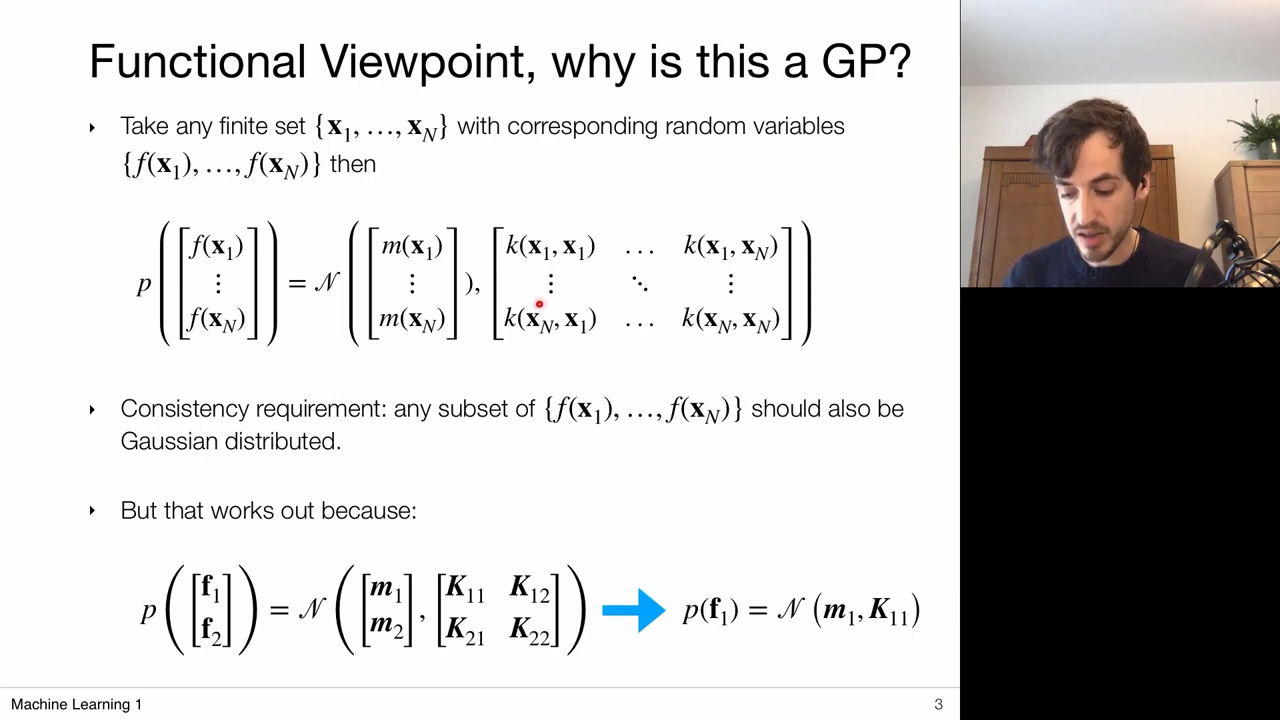 Functional Viewpoint, why is this a GP?
‣ Take any finite set {x₁, …, x_N} with corresponding random variables
{f(x₁), …, f(x_N)} then
p ( [ f(x₁) ⋮ f(x_N) ] ) = 𝒩 ( [ m(x₁) ⋮ m(x_N) ] ), [ k(x₁, x₁) … k(x₁, x_N) ⋮ ⋱ ⋮ k(x_N, x₁) … k(x_N, x_N) ] )
‣ Consistency requirement: any subset of {f(x₁), …, f(x_N)} should also be
Gaussian distributed.
‣ But that works out because:
p ( [ f₁ f₂ ] ) = 𝒩 ( [ m₁ m₂ ], [ K₁₁ K₁₂ K₂₁ K₂₂ ] ) p(f₁) = 𝒩 (m₁, K₁₁)
Machine Learning 1
3